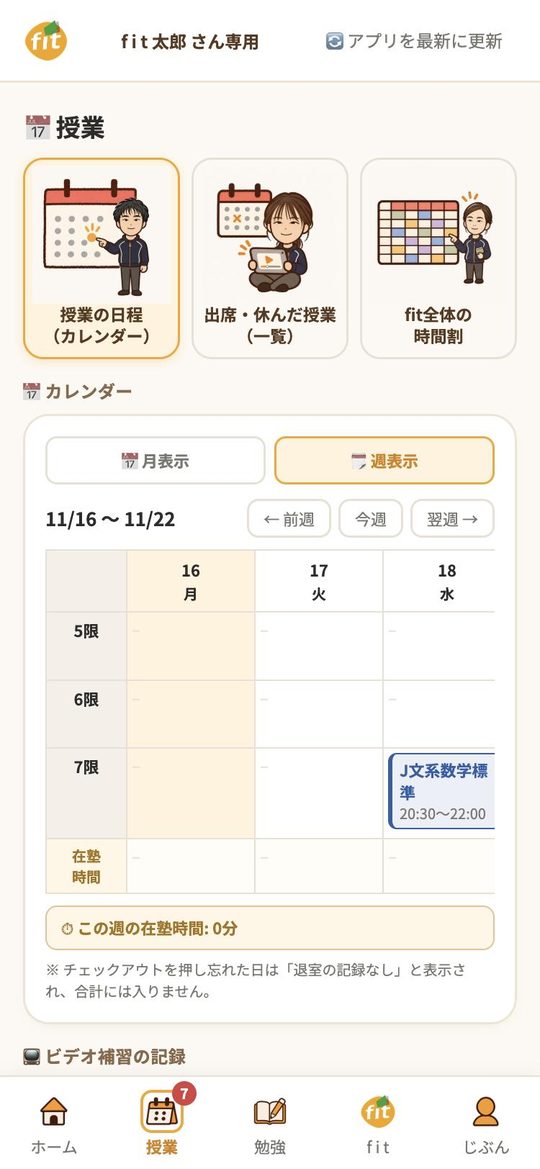 fit
fit太郎 さん専用
アプリを最新に更新
17 授業
授業の日程
（カレンダー）
出席・休んだ授業
（一覧）
fit全体の
時間割
17 カレンダー
17 月表示
週表示
11/16 〜 11/22
← 前週
今週
翌週 →
16
月
17
火
18
水
5限
–
–
–
6限
–
–
–
7限
–
–
J文系数学標
準
20:30〜22:00
在塾
時間
–
–
–
この週の在塾時間: 0分
※ チェックアウトを押し忘れた日は「退室の記録なし」と表示さ
れ、合計には入りません。
ビデオ補習の記録
7
ホーム
授業
勉強
fit
fit
じぶん